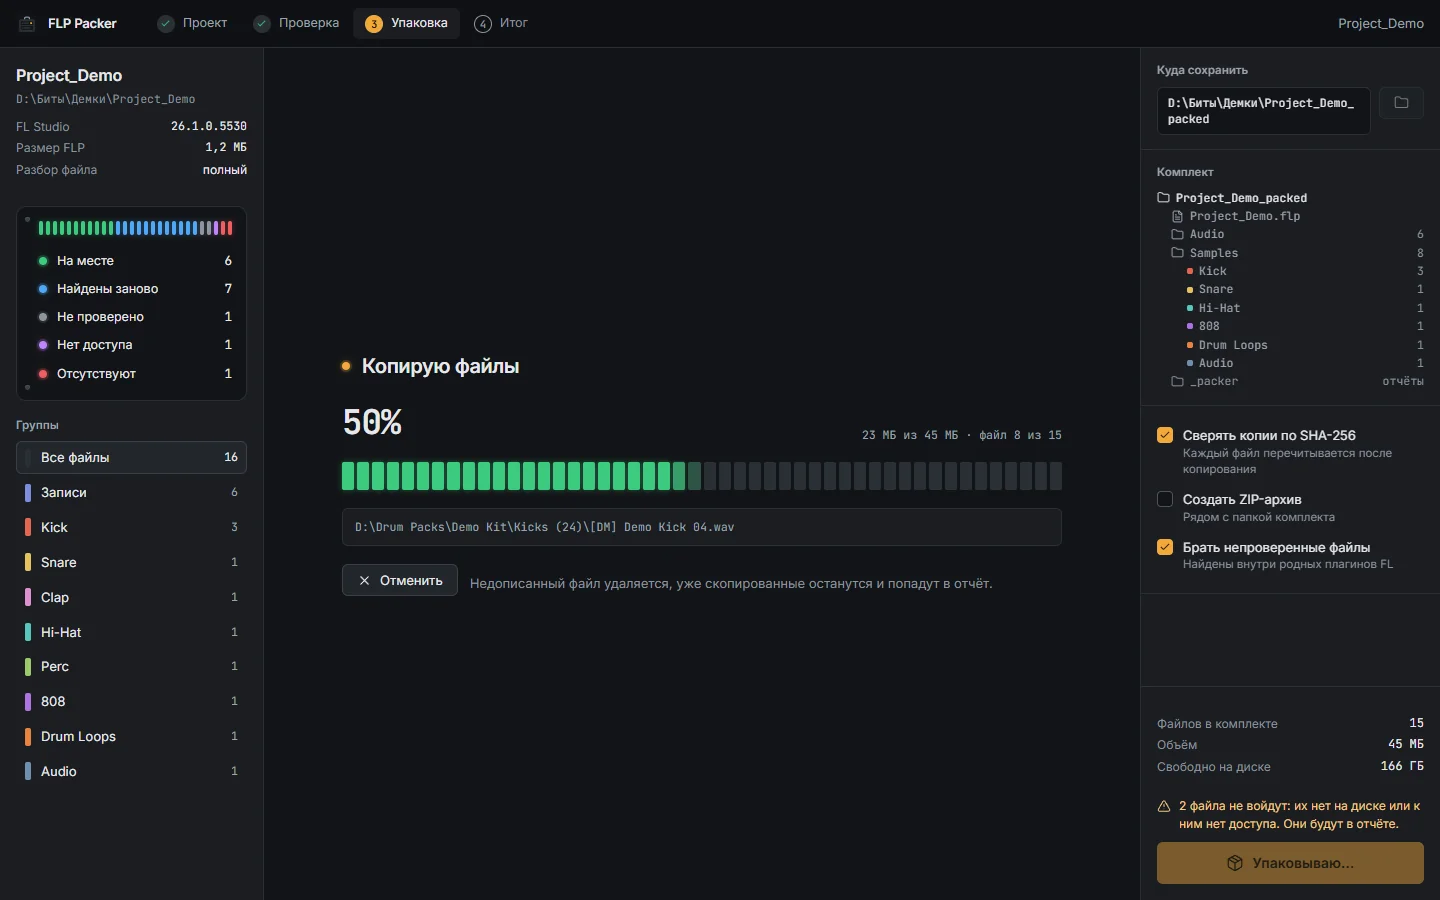 FLP Packer
Проект
Проверка
3 Упаковка
4 Итог
Project_Demo
Project_Demo
D:\Биты\Демки\Project_Demo
FL Studio 26.1.0.5530
Размер FLP 1,2 МБ
Разбор файла полный
На месте 6
Найдены заново 7
Не проверено 1
Нет доступа 1
Отсутствуют 1
Группы
Все файлы 16
Записи 6
Kick 3
Snare 1
Clap 1
Hi-Hat 1
Perc 1
808 1
Drum Loops 1
Audio 1
Копирую файлы
50%
23 МБ из 45 МБ · файл 8 из 15
D:\Drum Packs\Demo Kit\Kicks (24)\[DM] Demo Kick 04.wav
Отменить
Недописанный файл удаляется, уже скопированные останутся и попадут в отчёт.
Куда сохранить
D:\Биты\Демки\Project_Demo_
packed
Комплект
Project_Demo_packed
Project_Demo.flp
Audio 6
Samples 8
Kick 3
Snare 1
Hi-Hat 1
808 1
Drum Loops 1
Audio 1
_packer отчёты
Сверять копии по SHA-256
Каждый файл перечитывается после
копирования
Создать ZIP-архив
Рядом с папкой комплекта
Брать непроверенные файлы
Найдены внутри родных плагинов FL
Файлов в комплекте 15
Объём 45 МБ
Свободно на диске 166 ГБ
2 файла не войдут: их нет на диске или к
ним нет доступа. Они будут в отчёте.
Упаковываю...